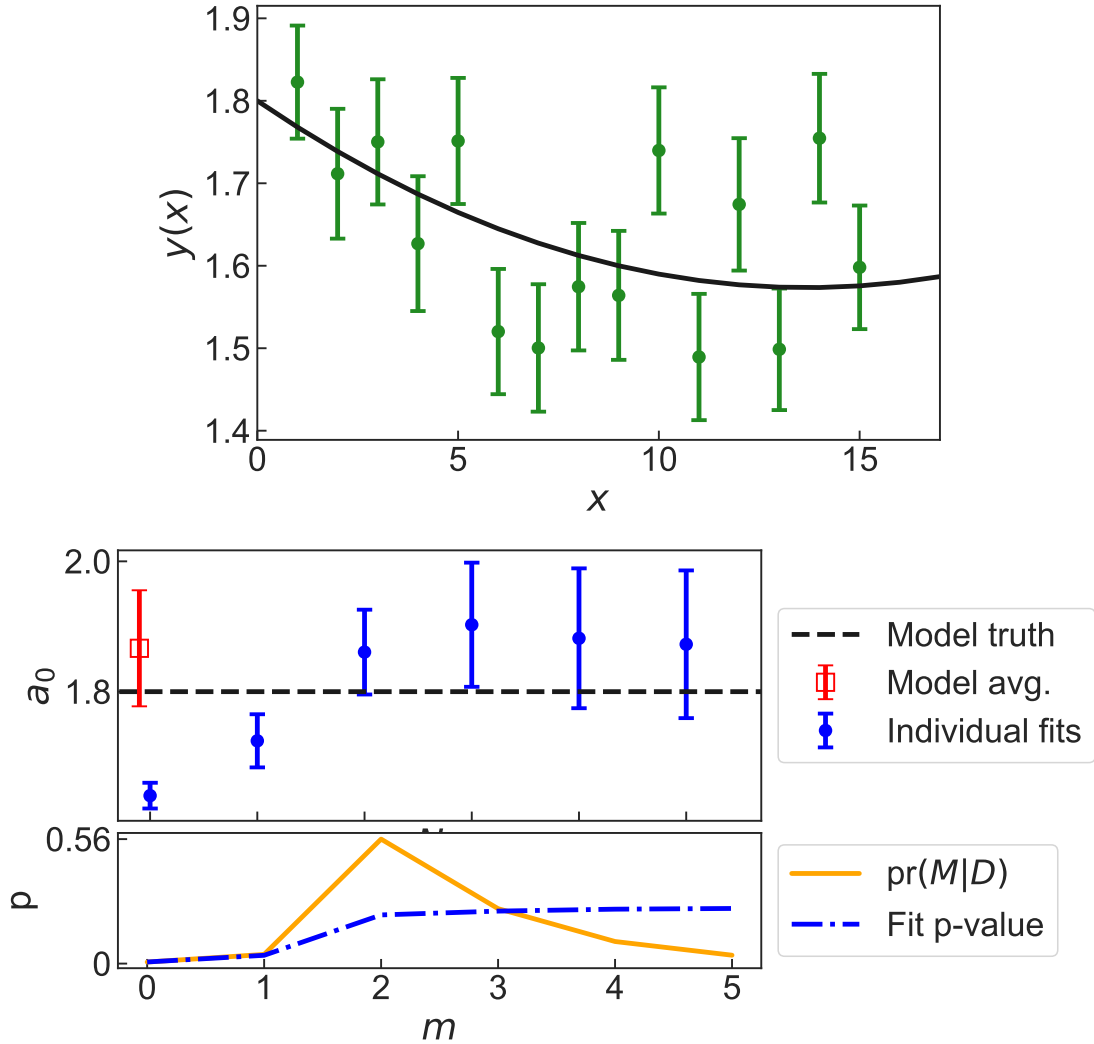 1.9
1.8
1.7
1.6
1.5
1.4
y(x)
0 5 10 15
x
2.0
1.8
a0
Model truth
Model avg.
Individual fits
0.56
0
p
pr(M|D)
Fit p-value
0 1 2 3 4 5
m